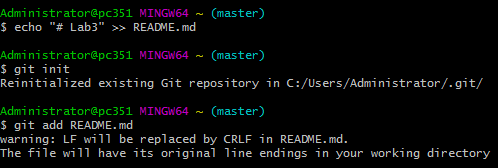 Administrator@pc351 MINGW64 ~ (master)
$ echo "# Lab3" >> README.md
Administrator@pc351 MINGW64 ~ (master)
$ git init
Reinitialized existing Git repository in C:/Users/Administrator/.git/
Administrator@pc351 MINGW64 ~ (master)
$ git add README.md
warning: LF will be replaced by CRLF in README.md.
The file will have its original line endings in your working directory